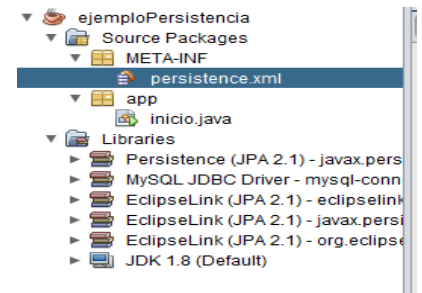 ejemploPersistencia
Source Packages
META-INF
persistence.xml
app
inicio.java
Libraries
Persistence (JPA 2.1) - javax.pers
MySQL JDBC Driver - mysql-conn
EclipseLink (JPA 2.1) - eclipselink
EclipseLink (JPA 2.1) - javax.persi
EclipseLink (JPA 2.1) - org.eclipse
JDK 1.8 (Default)